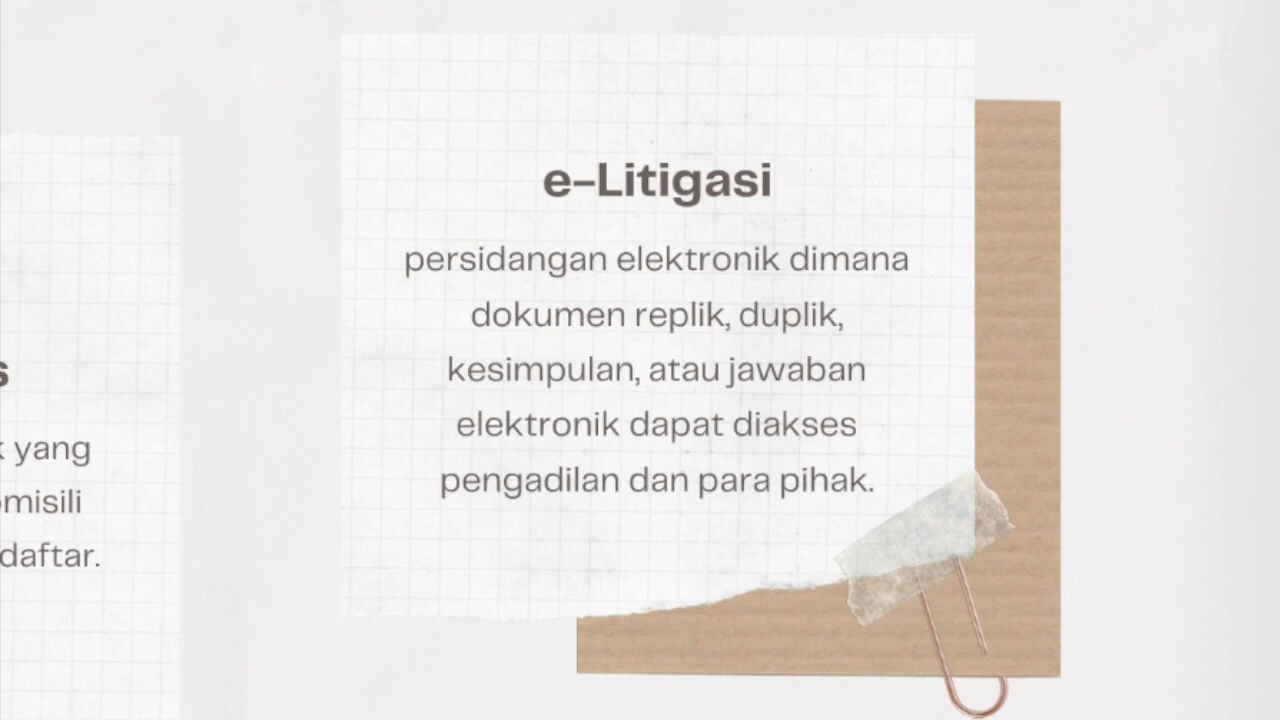 e-Litigasi
persidangan elektronik dimana
dokumen replik, duplik,
kesimpulan, atau jawaban
elektronik dapat diakses
pengadilan dan para pihak.
yang
daftar.